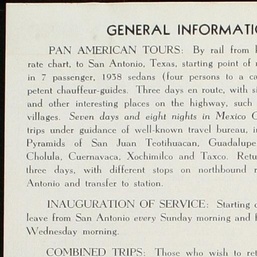 GENERAL INFORMATIO
PAN AMERICAN TOURS: By rail from
rate chart, to San Antonio, Texas, starting point of
in 7 passenger, 1938 sedans (four persons to a ca
petent chauffeur-guides. Three days en route, with si
and other interesting places on the highway, such
villages. Seven days and eight nights in Mexico C
trips under guidance of well-known travel bureau, i
Pyramids of San Juan Teotihuacan, Guadalupe
Cholula, Cuernavaca, Xochimilco and Taxco. Retu
three days, with different stops on northbound r
Antonio and transfer to station.
INAUGURATION OF SERVICE: Starting
leave from San Antonio every Sunday morning and f
Wednesday morning.
COMBINED TRIPS: Those who wish to ret